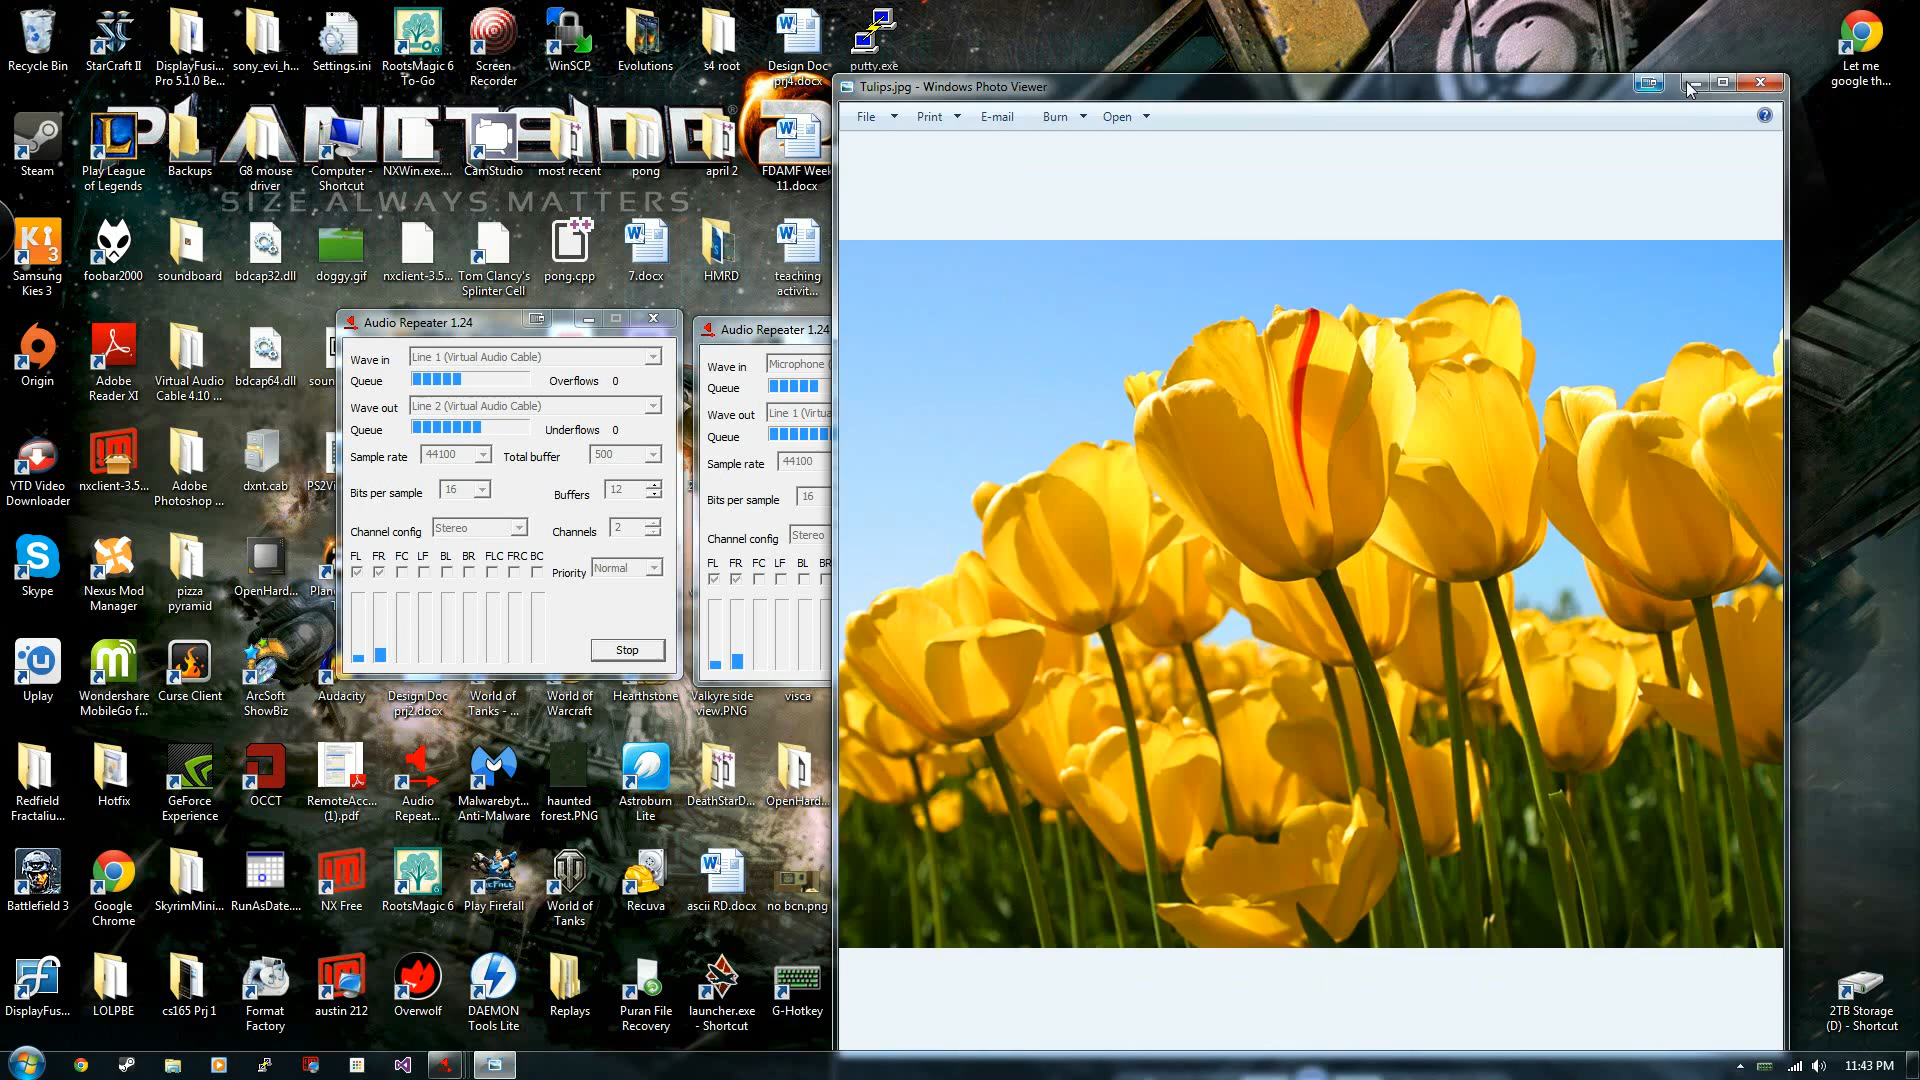 Recycle Bin
StarCraft II
DisplayFusi...
Pro 5.1.0 Be...
sony_evi_h...
Settings.ini
RootsMagic 6
To-Go
Screen
Recorder
WinSCP
Evolutions
s4 root
Design Doc
prj4.docx
putty.exe
Let me
google th...
PLANETSIDE 2
SIZE.ALWAYS.MATTERS.
Steam
Play League
of Legends
Backups
G8 mouse
driver
Computer -
Shortcut
NXWin.exe....
CamStudio
most recent
pong
april 2
FDAMF Week
11.docx
Samsung
Kies 3
foobar2000
soundboard
bdcap32.dll
doggy.gif
nxclient-3.5...
Tom Clancy's
Splinter Cell
pong.cpp
7.docx
HMRD
teaching
activit...
Origin
Adobe
Reader XI
Virtual Audio
Cable 4.10 ...
bdcap64.dll
soun
YTD Video
Downloader
nxclient-3.5...
Adobe
Photoshop ...
dxnt.cab
PS2Vi
Skype
Nexus Mod
Manager
pizza
pyramid
OpenHard...
Plan
Uplay
Wondershare
MobileGo f...
Curse Client
ArcSoft
ShowBiz
Audacity
Design Doc
prj2.docx
World of
Tanks - ...
World of
Warcraft
Hearthstone
Valkyre side
view.PNG
visca
Redfield
Fractaliu...
Hotfix
GeForce
Experience
OCCT
RemoteAcc...
(1).pdf
Audio
Repeat...
Malwarebyt...
Anti-Malware
haunted
forest.PNG
Astroburn
Lite
DeathStarD...
OpenHard...
Battlefield 3
Google
Chrome
SkyrimMini...
RunAsDate....
NX Free
RootsMagic 6
Play Firefall
World of
Tanks
Recuva
ascii RD.docx
no bcn.png
DisplayFus...
LOLPBE
cs165 Prj 1
Format
Factory
austin 212
Overwolf
DAEMON
Tools Lite
Replays
Puran File
Recovery
launcher.exe
- Shortcut
G-Hotkey
2TB Storage
(D) - Shortcut
Audio Repeater 1.24
Wave in
Line 1 (Virtual Audio Cable)
Queue
Overflows 0
Wave out
Line 2 (Virtual Audio Cable)
Queue
Underflows 0
Sample rate 44100 Total buffer 500
Bits per sample 16 Buffers 12
Channel config Stereo Channels 2
FL FR FC LF BL BR FLC FRC BC
Priority Normal
Stop
Audio Repeater 1.24
Wave in Microphone (
Queue
Wave out Line 1 (Virtua
Queue
Sample rate 44100
Bits per sample 16
Channel config Stereo
FL FR FC LF BL BR
Tulips.jpg - Windows Photo Viewer
File Print E-mail Burn Open
11:43 PM